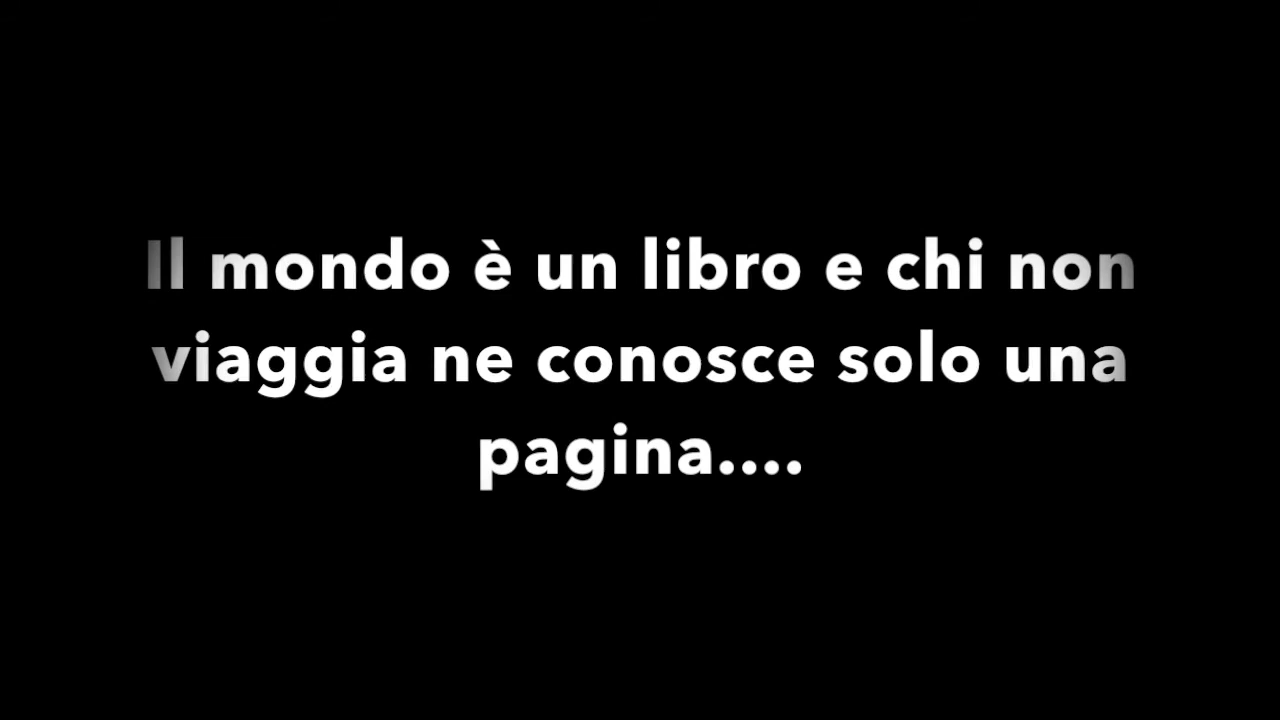 Il mondo è un libro e chi non
viaggia ne conosce solo una
pagina....